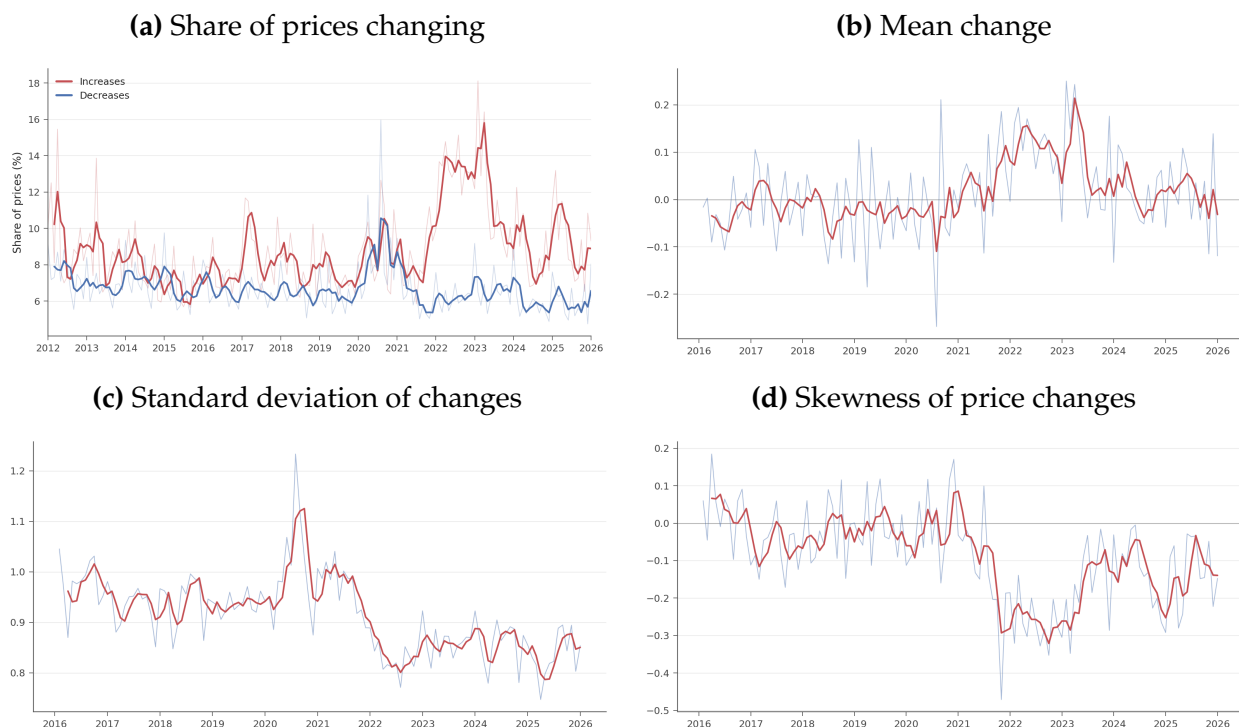 (a) Share of prices changing
18
16
14
12
10
8
6
Share of prices (%)
Increases
Decreases
2012 2013 2014 2015 2016 2017 2018 2019 2020 2021 2022 2023 2024 2025 2026
(b) Mean change
0.2
0.1
0.0
−0.1
−0.2
2016 2017 2018 2019 2020 2021 2022 2023 2024 2025 2026
(c) Standard deviation of changes
1.2
1.1
1.0
0.9
0.8
2016 2017 2018 2019 2020 2021 2022 2023 2024 2025 2026
(d) Skewness of price changes
0.2
0.1
0.0
−0.1
−0.2
−0.3
−0.4
−0.5
2016 2017 2018 2019 2020 2021 2022 2023 2024 2025 2026